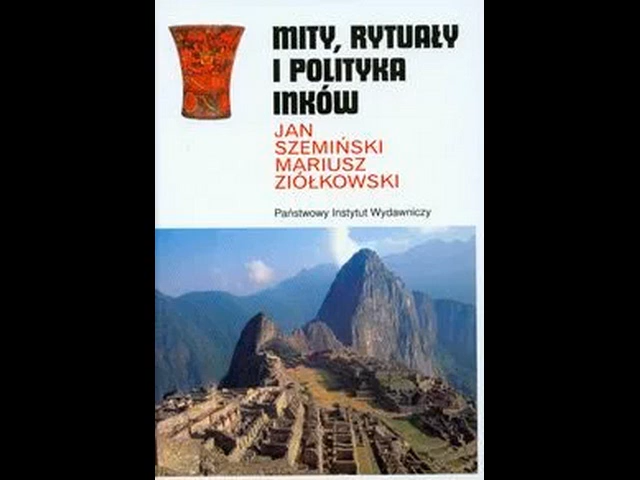 MITY, RYTUAŁY
I POLITYKA
INKÓW
JAN
SZEMIŃSKI
MARIUSZ
ZIÓŁKOWSKI
Państwowy Instytut Wydawniczy